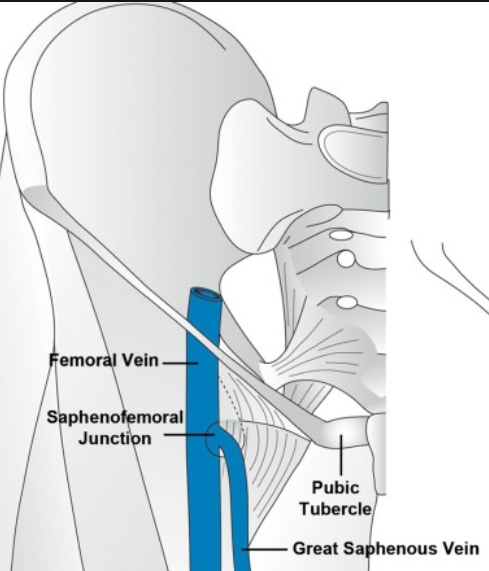 Femoral Vein
Saphenofemoral
Junction
Pubic
Tubercle
Great Saphenous Vein